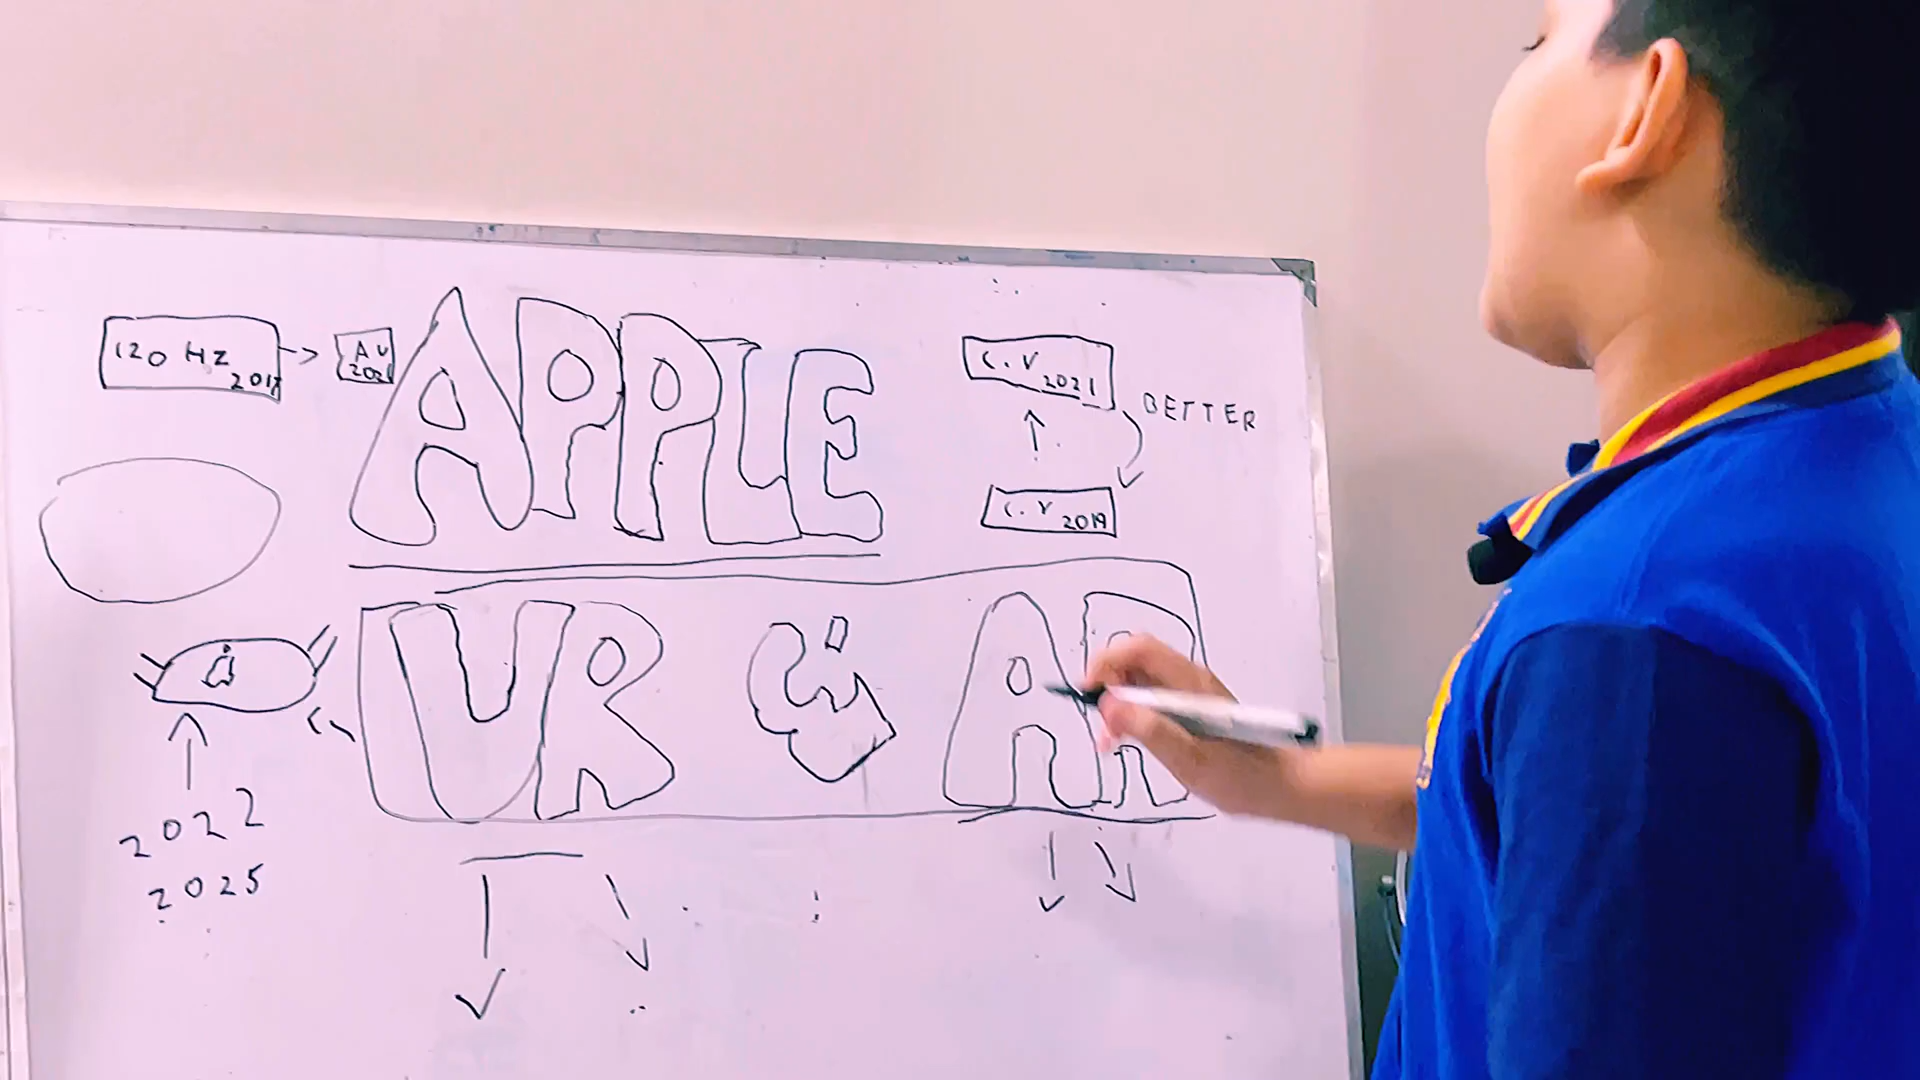 120 HZ 2017
A U 2021
APPLE
C.V 2021
BETTER
C.V 2019
VR & AR
2022
2025